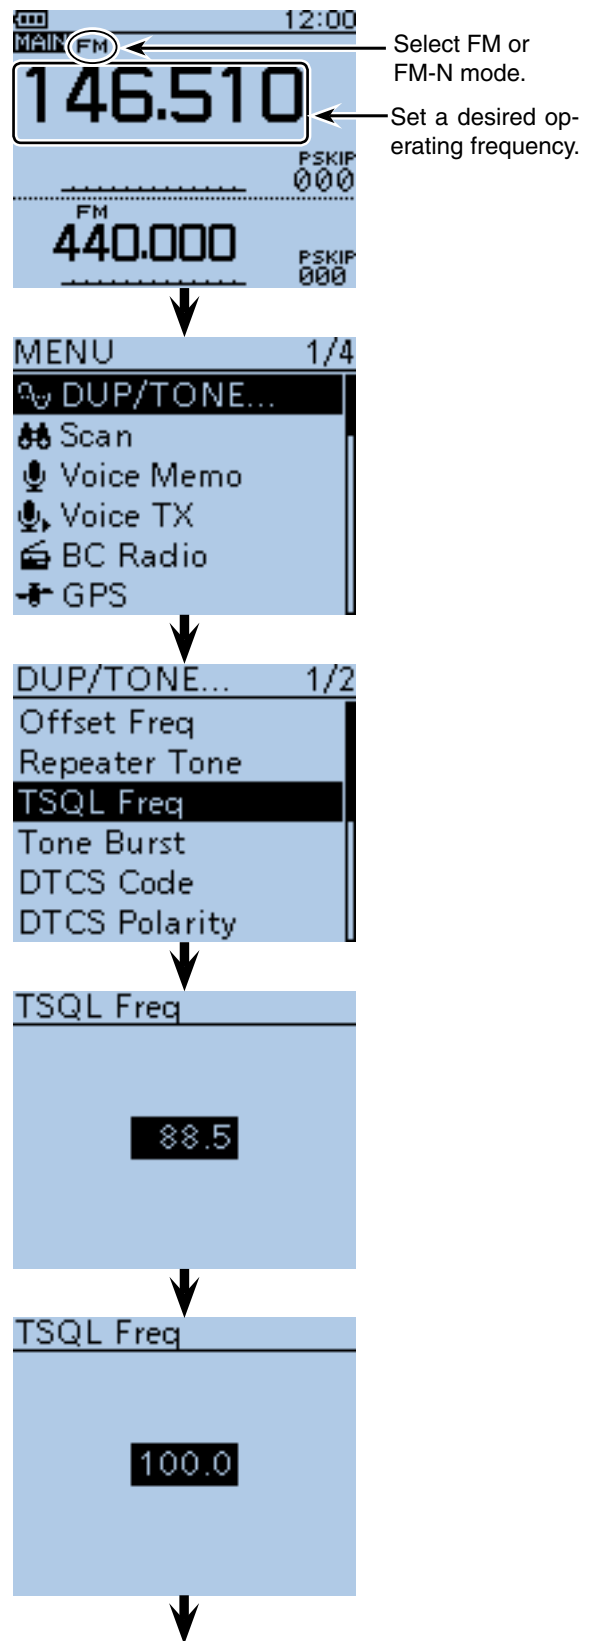 12:00
MAIN FM
Select FM or
FM-N mode.
146.510
Set a desired op-
erating frequency.
PSKIP
000
FM
440.000
PSKIP
000
MENU 1/4
DUP/TONE...
Scan
Voice Memo
Voice TX
BC Radio
GPS
DUP/TONE... 1/2
Offset Freq
Repeater Tone
TSQL Freq
Tone Burst
DTCS Code
DTCS Polarity
TSQL Freq
88.5
TSQL Freq
100.0